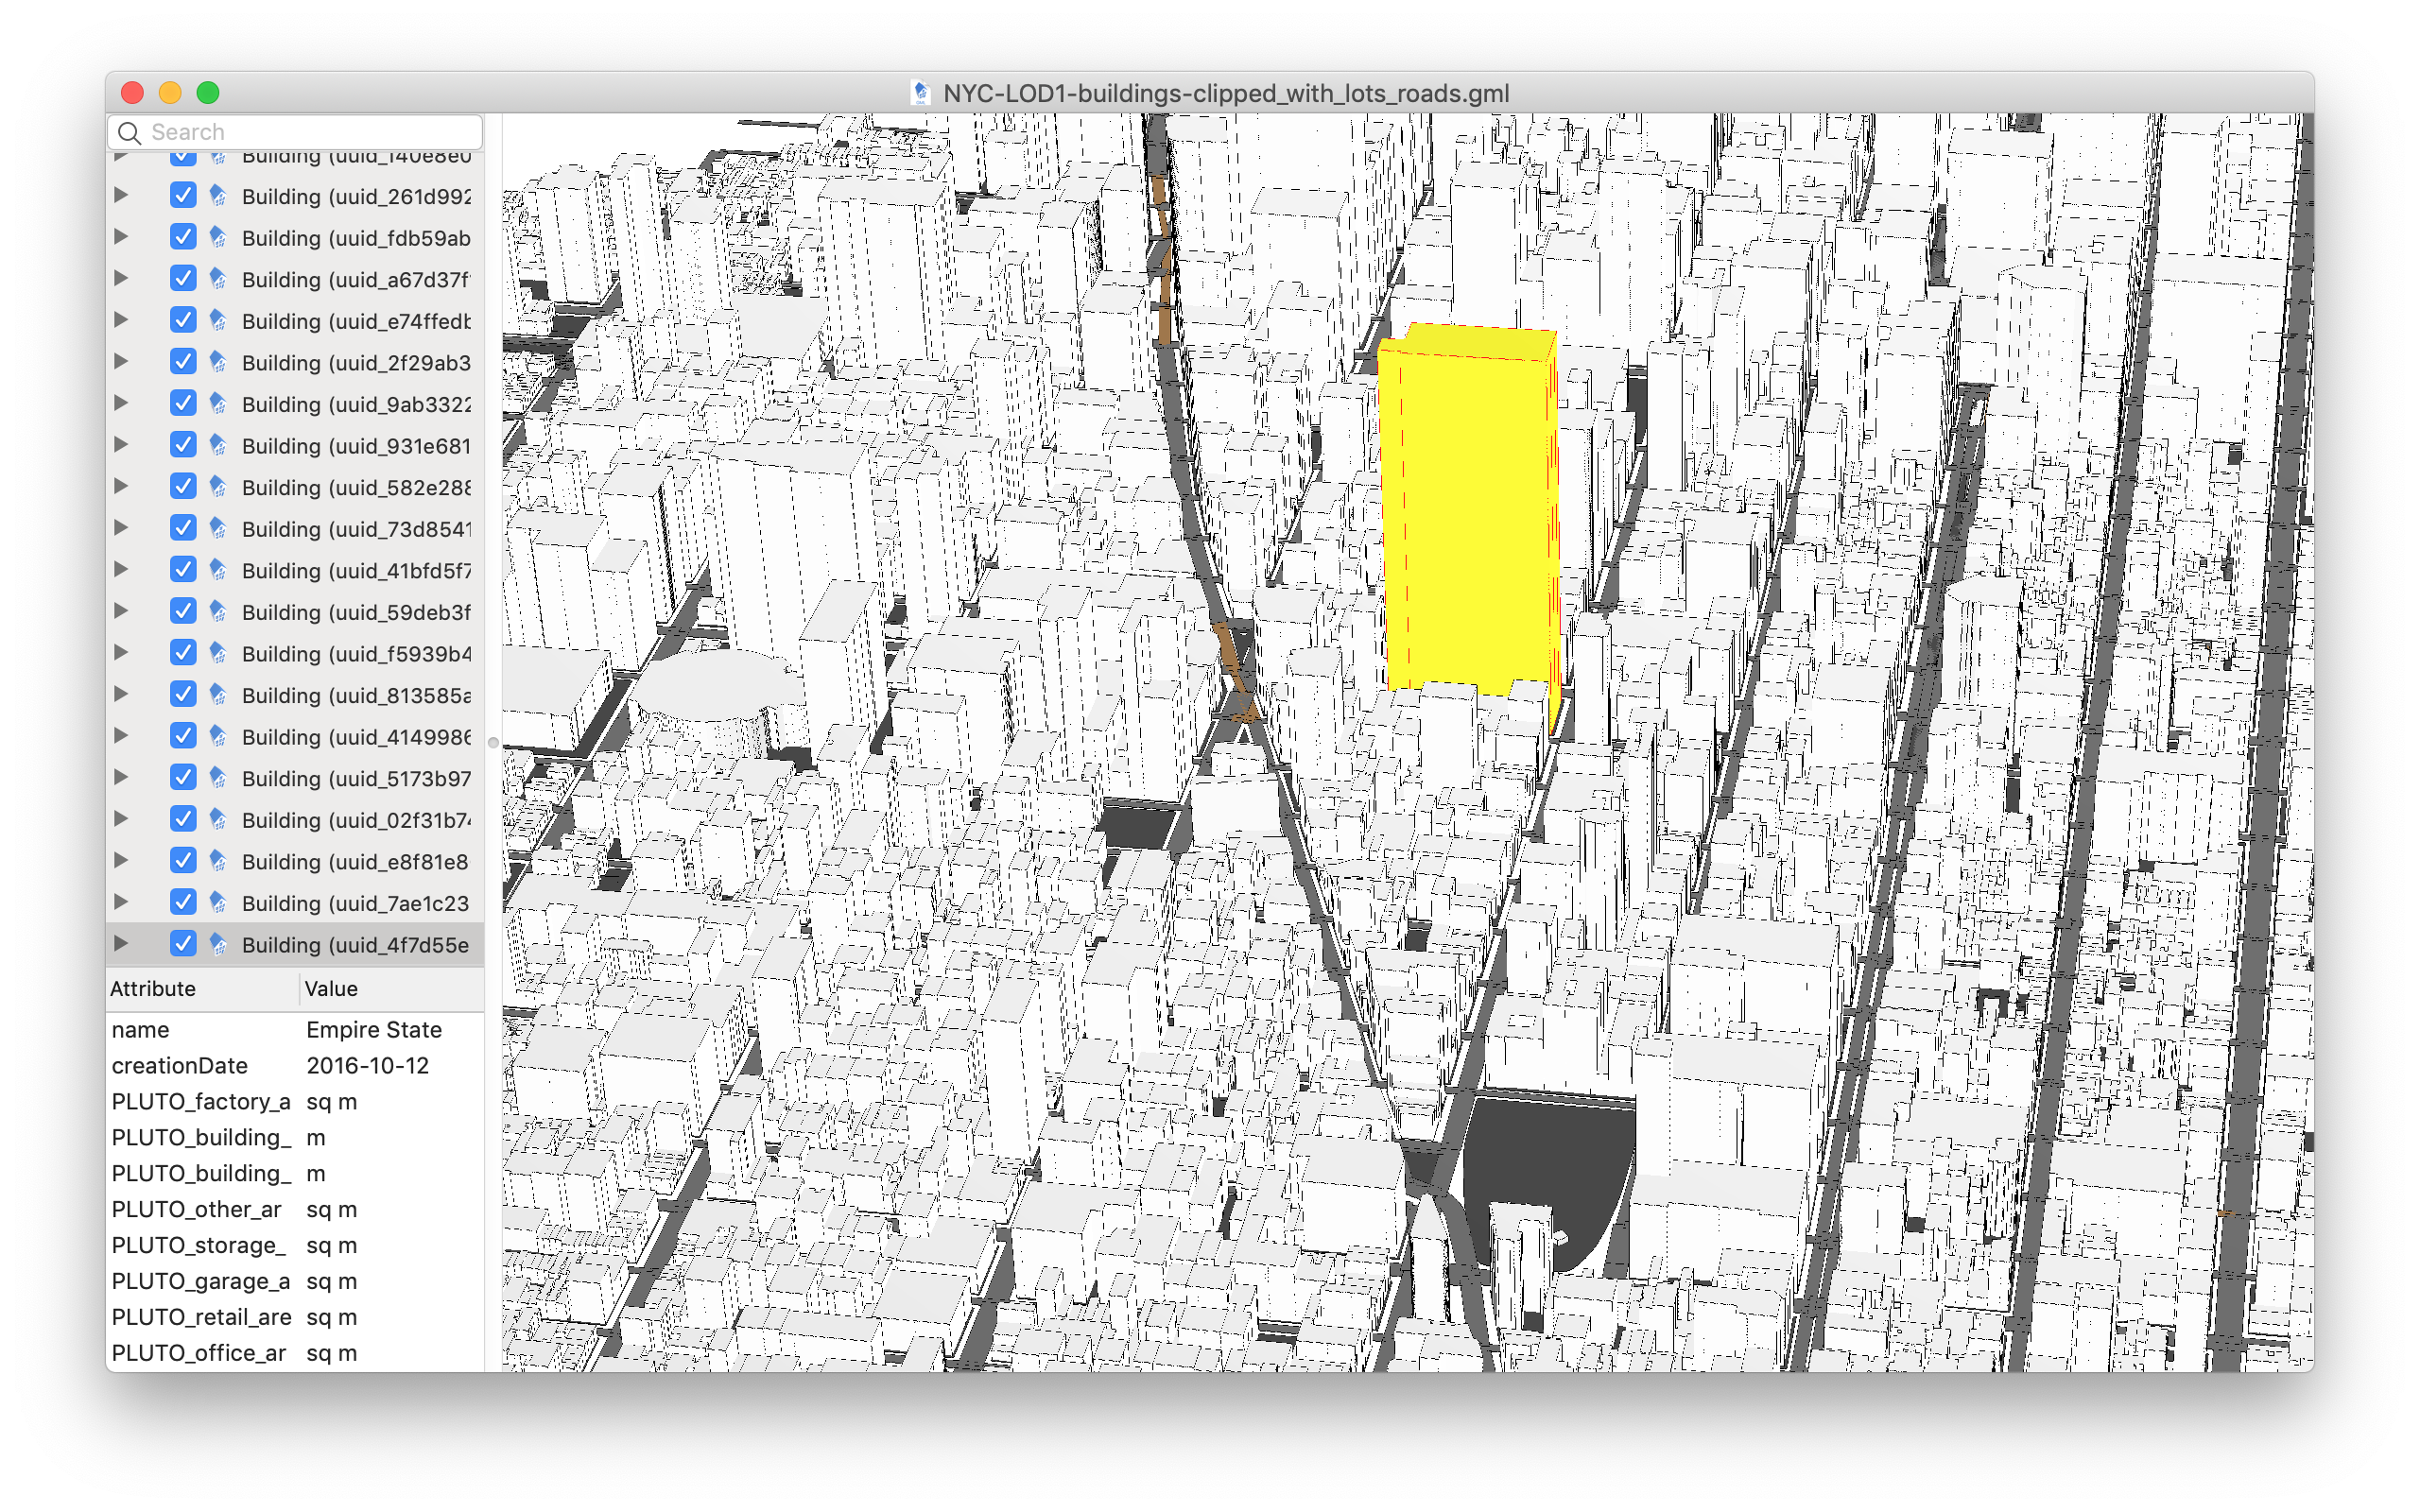 NYC-LOD1-buildings-clipped_with_lots_roads.gml
Search
Building (uuid_f40e8e0
Building (uuid_261d992
Building (uuid_fdb59ab
Building (uuid_a67d37f
Building (uuid_e74ffedb
Building (uuid_2f29ab3
Building (uuid_9ab3322
Building (uuid_931e681
Building (uuid_582e288
Building (uuid_73d8541
Building (uuid_41bfd5f7
Building (uuid_59deb3f
Building (uuid_f5939b4
Building (uuid_813585a
Building (uuid_4149986
Building (uuid_5173b97
Building (uuid_02f31b74
Building (uuid_e8f81e8
Building (uuid_7ae1c23
Building (uuid_4f7d55e
Attribute Value
name Empire State
creationDate 2016-10-12
PLUTO_factory_a sq m
PLUTO_building_ m
PLUTO_building_ m
PLUTO_other_ar sq m
PLUTO_storage_ sq m
PLUTO_garage_a sq m
PLUTO_retail_are sq m
PLUTO_office_ar sq m